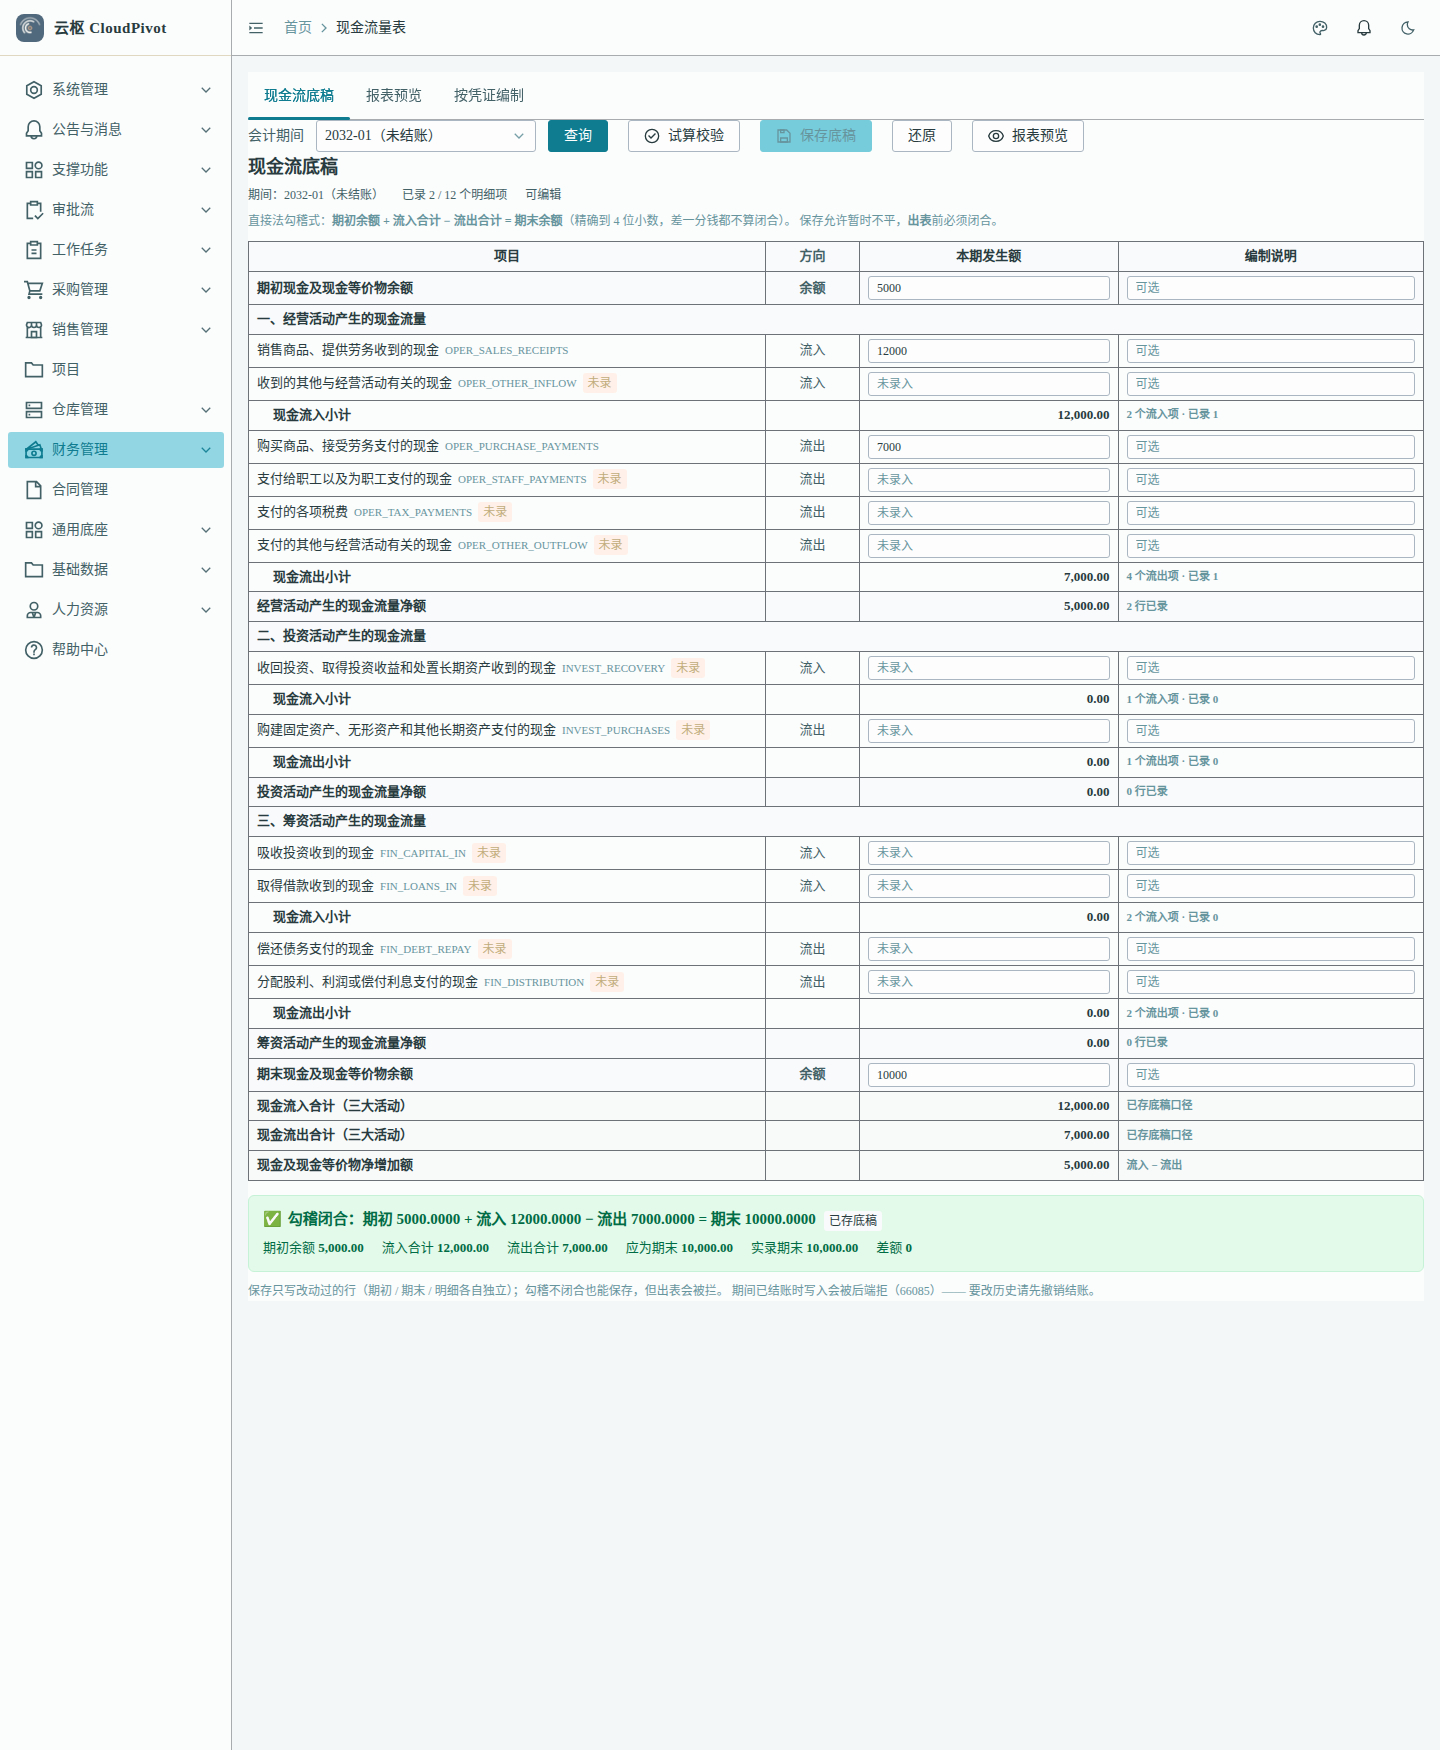 云枢 CloudPivot
首页 > 现金流量表
系统管理
公告与消息
支撑功能
审批流
工作任务
采购管理
销售管理
项目
仓库管理
财务管理
合同管理
通用底座
基础数据
人力资源
帮助中心
现金流底稿 报表预览 按凭证编制
会计期间 2032-01（未结账） 查询 试算校验 保存底稿 还原 报表预览
现金流底稿
期间：2032-01（未结账） 已录 2 / 12 个明细项 可编辑
直接法勾稽式：期初余额 + 流入合计 − 流出合计 = 期末余额（精确到 4 位小数，差一分钱都不算闭合）。 保存允许暂时不平，出表前必须闭合。
项目 方向 本期发生额 编制说明
期初现金及现金等价物余额 余额 5000 可选
一、经营活动产生的现金流量
销售商品、提供劳务收到的现金 OPER_SALES_RECEIPTS 流入 12000 可选
收到的其他与经营活动有关的现金 OPER_OTHER_INFLOW 未录 流入 未录入 可选
现金流入小计 12,000.00 2 个流入项 · 已录 1
购买商品、接受劳务支付的现金 OPER_PURCHASE_PAYMENTS 流出 7000 可选
支付给职工以及为职工支付的现金 OPER_STAFF_PAYMENTS 未录 流出 未录入 可选
支付的各项税费 OPER_TAX_PAYMENTS 未录 流出 未录入 可选
支付的其他与经营活动有关的现金 OPER_OTHER_OUTFLOW 未录 流出 未录入 可选
现金流出小计 7,000.00 4 个流出项 · 已录 1
经营活动产生的现金流量净额 5,000.00 2 行已录
二、投资活动产生的现金流量
收回投资、取得投资收益和处置长期资产收到的现金 INVEST_RECOVERY 未录 流入 未录入 可选
现金流入小计 0.00 1 个流入项 · 已录 0
购建固定资产、无形资产和其他长期资产支付的现金 INVEST_PURCHASES 未录 流出 未录入 可选
现金流出小计 0.00 1 个流出项 · 已录 0
投资活动产生的现金流量净额 0.00 0 行已录
三、筹资活动产生的现金流量
吸收投资收到的现金 FIN_CAPITAL_IN 未录 流入 未录入 可选
取得借款收到的现金 FIN_LOANS_IN 未录 流入 未录入 可选
现金流入小计 0.00 2 个流入项 · 已录 0
偿还债务支付的现金 FIN_DEBT_REPAY 未录 流出 未录入 可选
分配股利、利润或偿付利息支付的现金 FIN_DISTRIBUTION 未录 流出 未录入 可选
现金流出小计 0.00 2 个流出项 · 已录 0
筹资活动产生的现金流量净额 0.00 0 行已录
期末现金及现金等价物余额 余额 10000 可选
现金流入合计（三大活动） 12,000.00 已存底稿口径
现金流出合计（三大活动） 7,000.00 已存底稿口径
现金及现金等价物净增加额 5,000.00 流入 − 流出
✅ 勾稽闭合：期初 5000.0000 + 流入 12000.0000 − 流出 7000.0000 = 期末 10000.0000 已存底稿
期初余额 5,000.00 流入合计 12,000.00 流出合计 7,000.00 应为期末 10,000.00 实录期末 10,000.00 差额 0
保存只写改动过的行（期初 / 期末 / 明细各自独立）；勾稽不闭合也能保存，但出表会被拦。 期间已结账时写入会被后端拒（66085）—— 要改历史请先撤销结账。